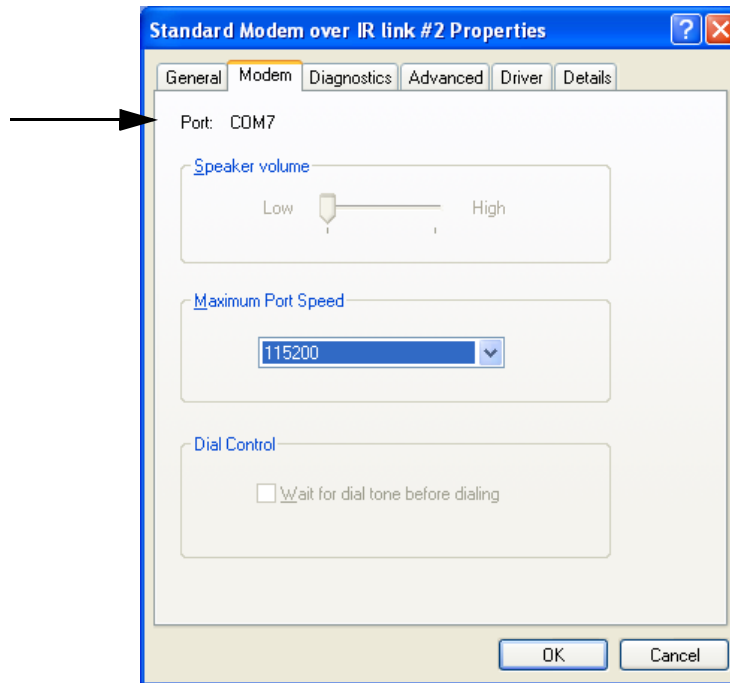 Standard Modem over IR link #2 Properties ?
General Modem Diagnostics Advanced Driver Details
Port: COM7
Speaker volume
Low High
Maximum Port Speed
115200
Dial Control
Wait for dial tone before dialing
OK Cancel